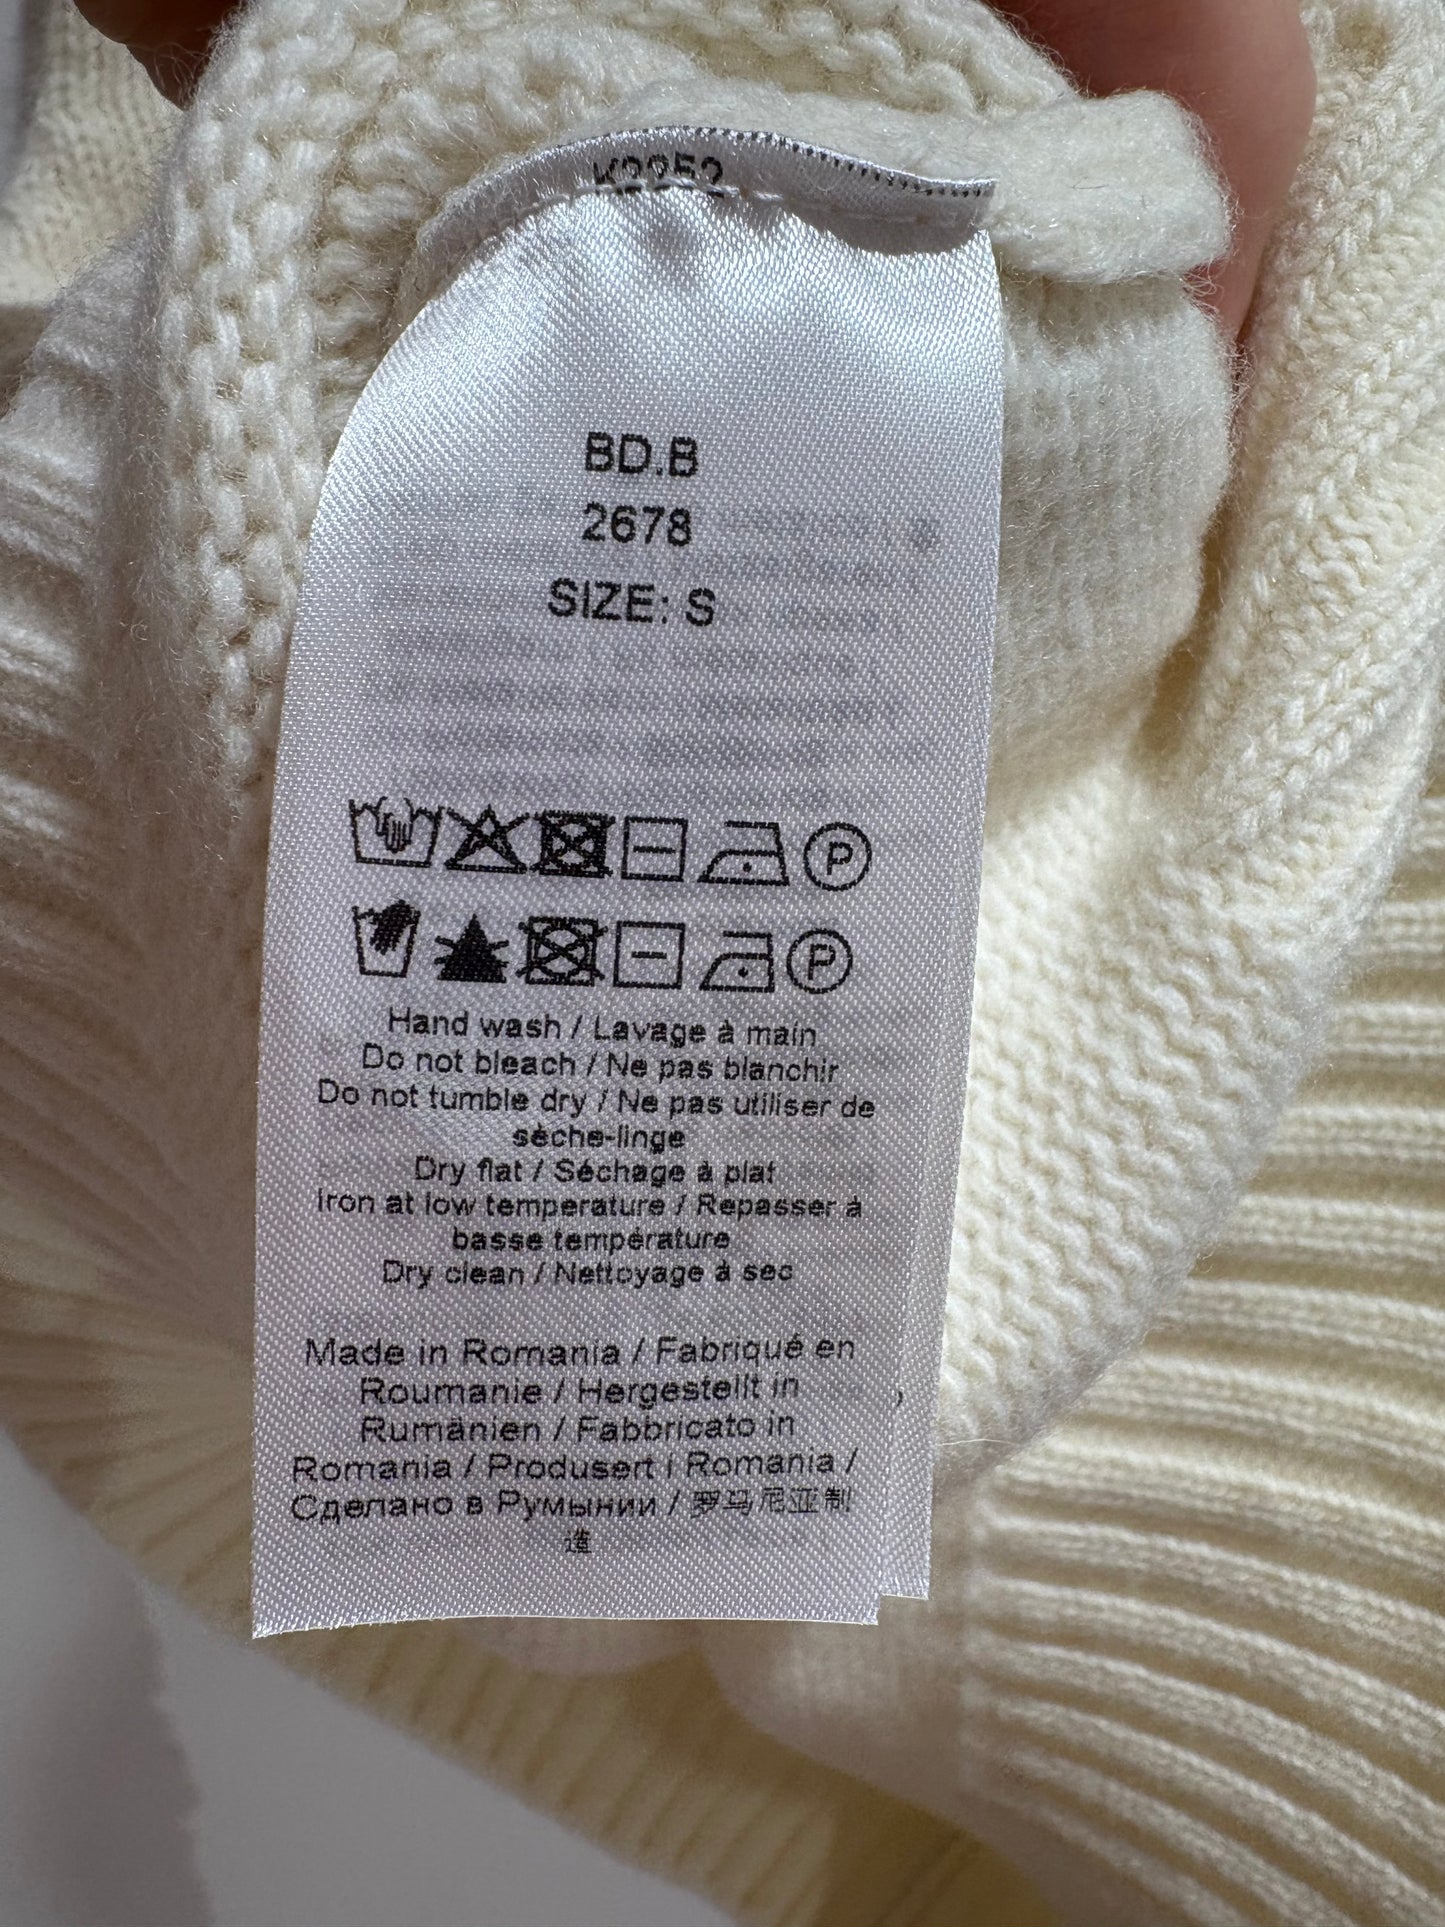 K2252
BD.B
2678
SIZE: S
P
P
Hand wash / Lavage à main
Do not bleach / Ne pas blanchir
Do not tumble dry / Ne pas utiliser de
sèche-linge
Dry flat / Séchage à plat
Iron at low temperature / Repasser à
basse température
Dry clean / Nettoyage à sec
Made in Romania / Fabriqué en
Roumanie / Hergestellt in
Rumänien / Fabbricato in
Romania / Produsert i Romania /
Сделано в Румынии / 罗马尼亚制
造